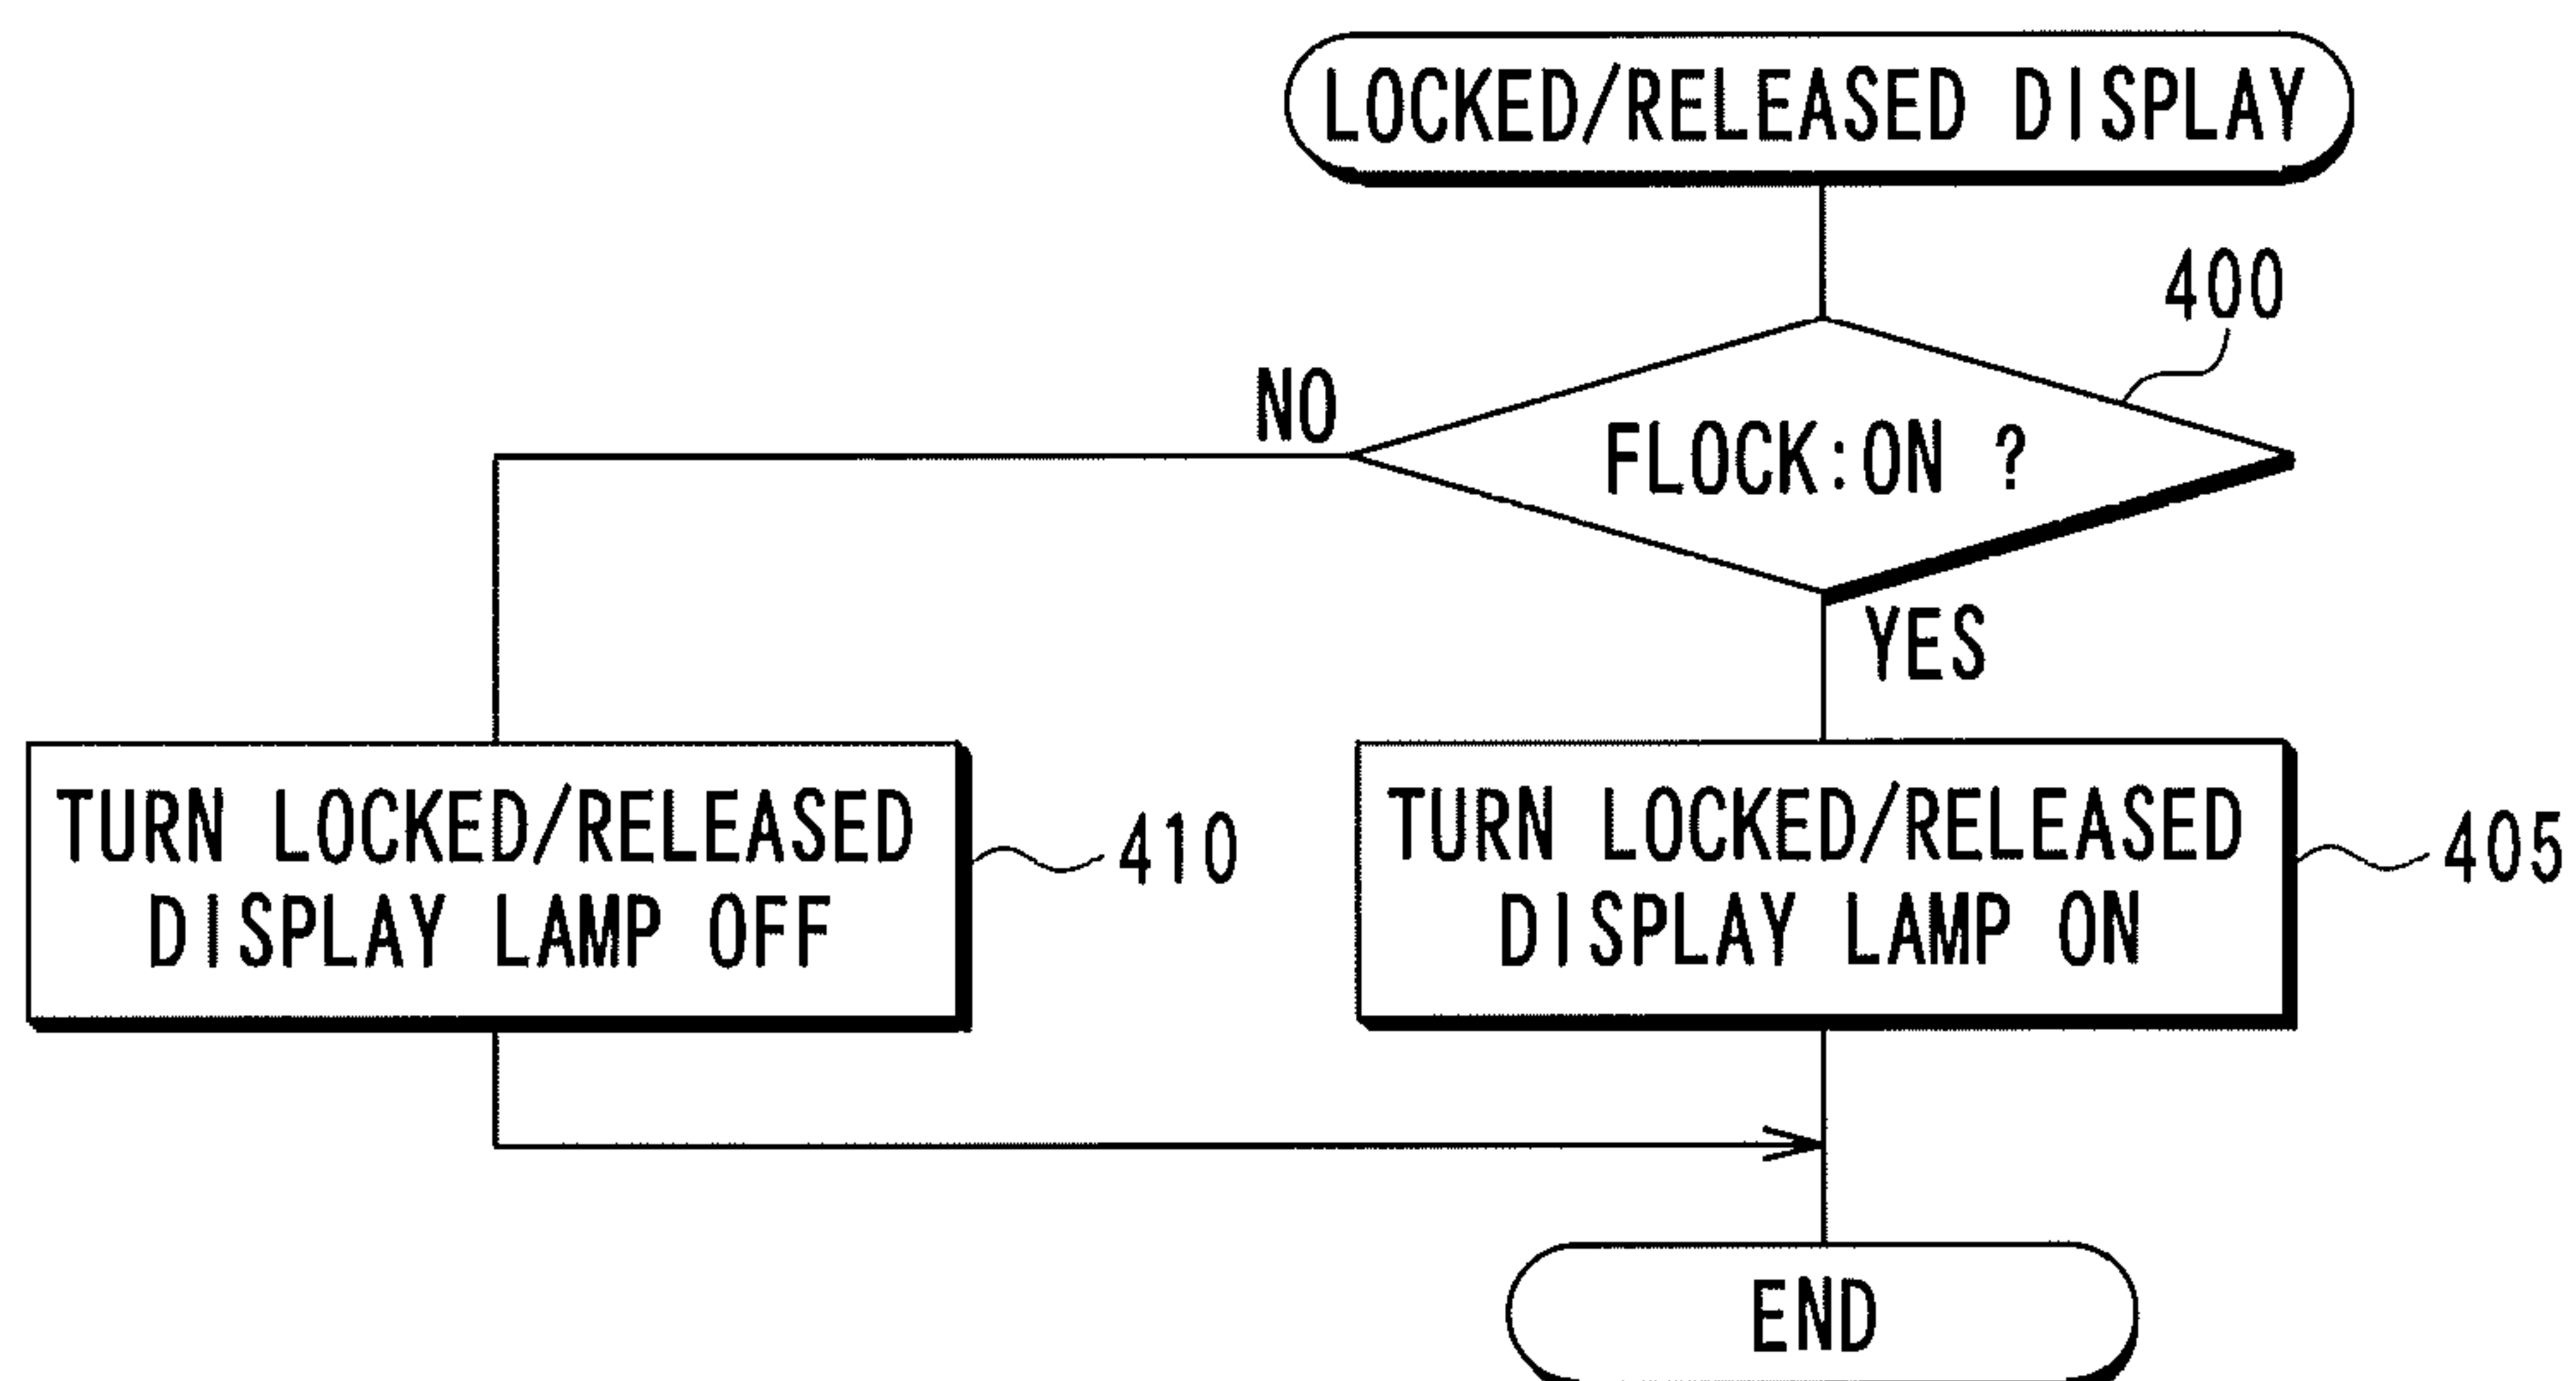 LOCKED/RELEASED DISPLAY
400
NO
FLOCK:ON ?
YES
TURN LOCKED/RELEASED
DISPLAY LAMP OFF
410
TURN LOCKED/RELEASED
DISPLAY LAMP ON
405
END